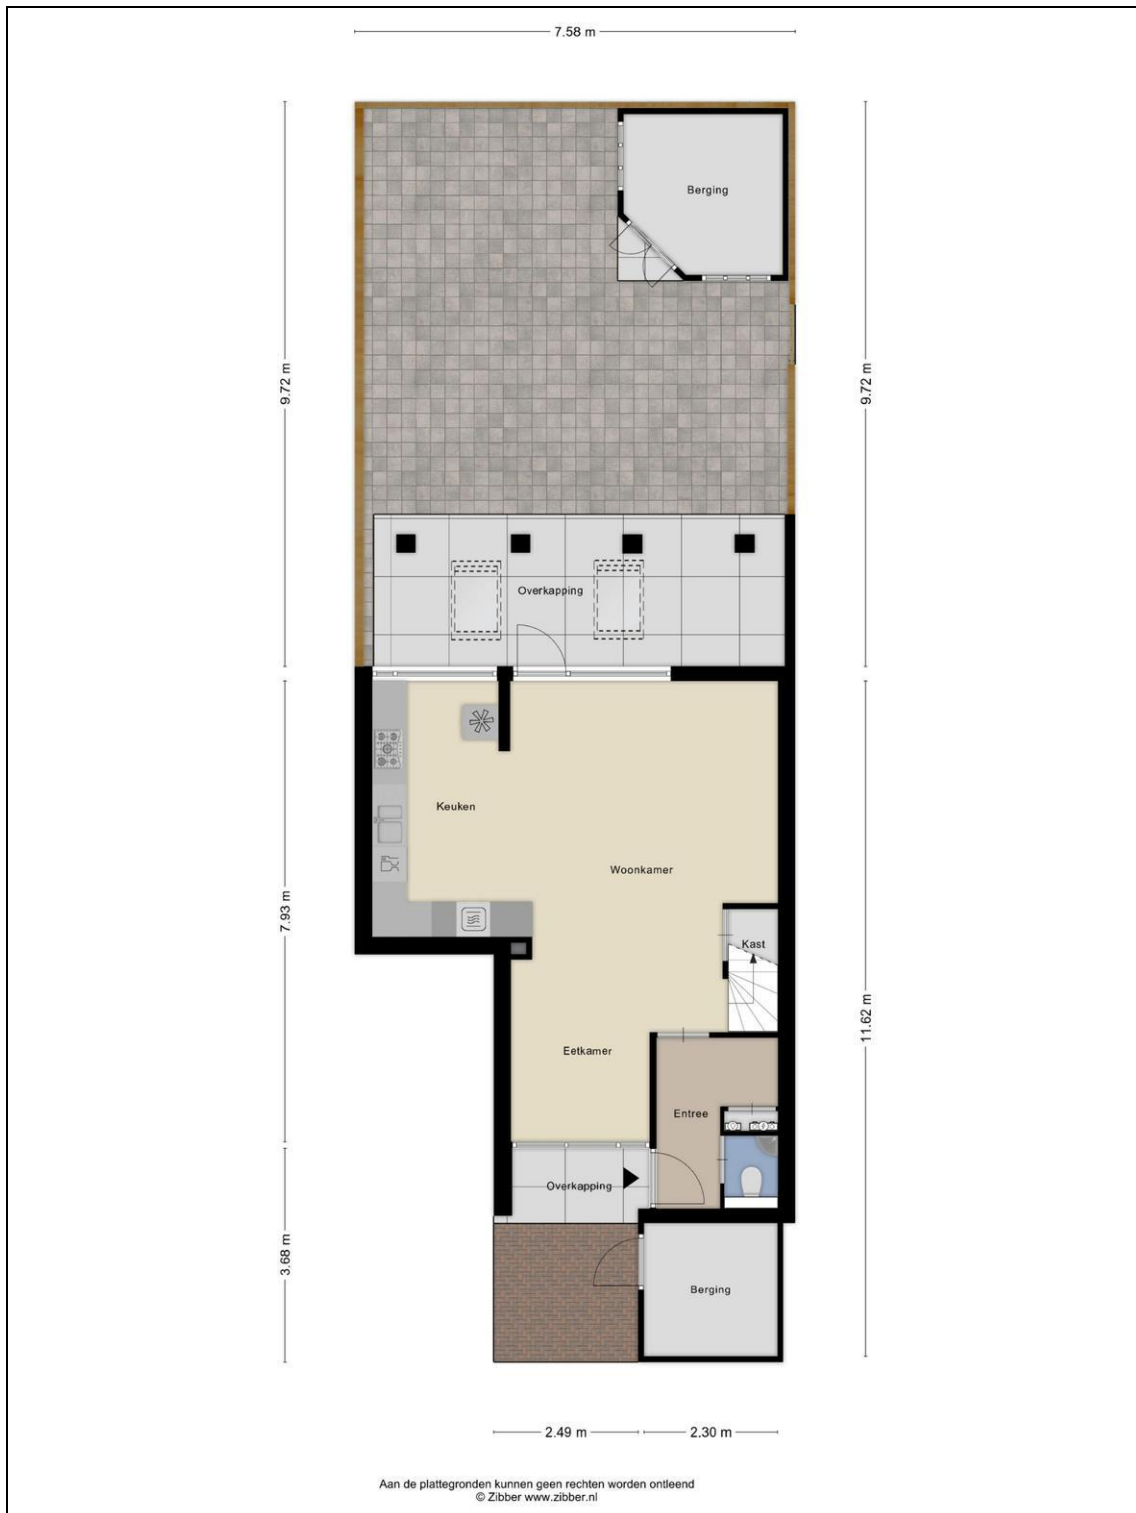 7.58 m
Berging
9.72 m
9.72 m
Overkapping
Keuken
Woonkamer
7.93 m
Kast
11.62 m
Eetkamer
Entree
Overkapping
3.68 m
Berging
2.49 m
2.30 m
Aan de plattegronden kunnen geen rechten worden ontleend
© Zibber www.zibber.nl